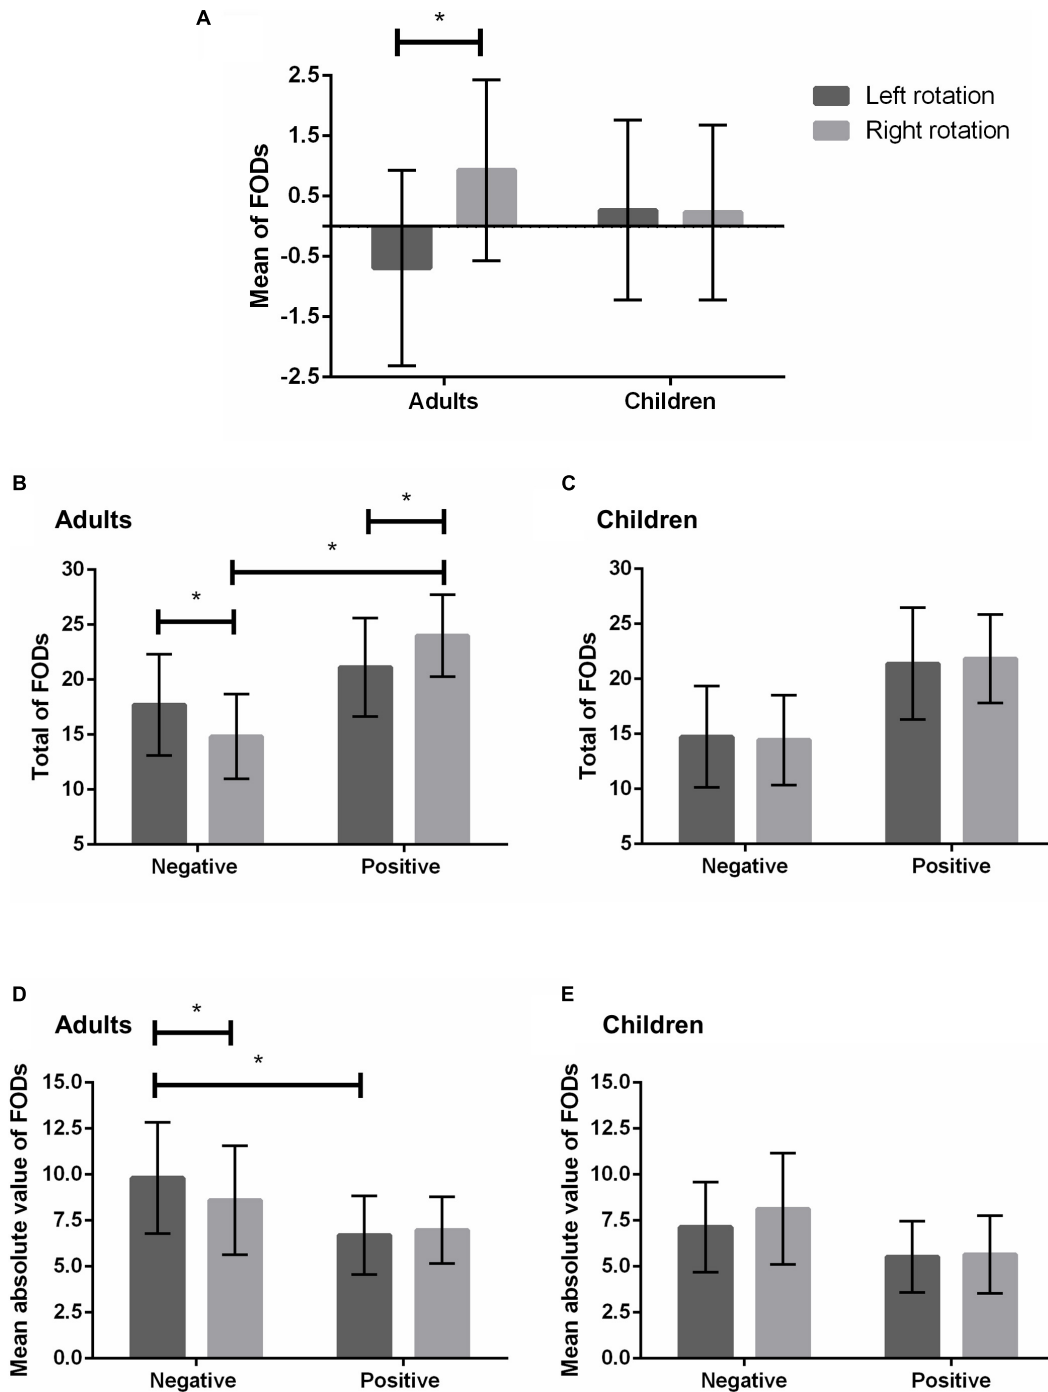 A
*
2.5
1.5
0.5
-0.5
-1.5
-2.5
Mean of FODs
Adults Children
Left rotation
Right rotation
B
Adults
*
*
*
30
25
20
15
10
5
Total of FODs
Negative Positive
C
Children
30
25
20
15
10
5
Total of FODs
Negative Positive
D
Adults
*
*
15.0
12.5
10.0
7.5
5.0
2.5
0.0
Mean absolute value of FODs
Negative Positive
E
Children
15.0
12.5
10.0
7.5
5.0
2.5
0.0
Mean absolute value of FODs
Negative Positive